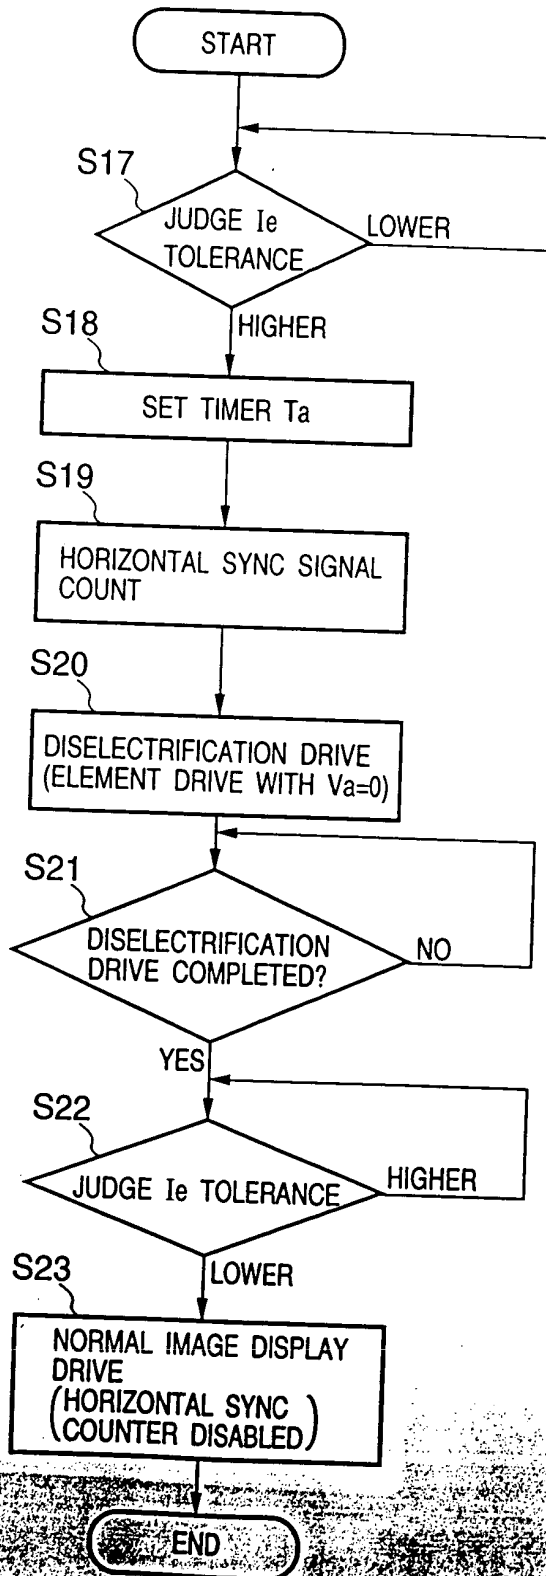 START
S17
JUDGE Ie
TOLERANCE
LOWER
HIGHER
S18
SET TIMER Ta
S19
HORIZONTAL SYNC SIGNAL
COUNT
S20
DISELECTRIFICATION DRIVE
(ELEMENT DRIVE WITH Va=0)
S21
DISELECTRIFICATION
DRIVE COMPLETED?
NO
YES
S22
JUDGE Ie TOLERANCE
HIGHER
LOWER
S23
NORMAL IMAGE DISPLAY
DRIVE
(HORIZONTAL SYNC
COUNTER DISABLED)
END